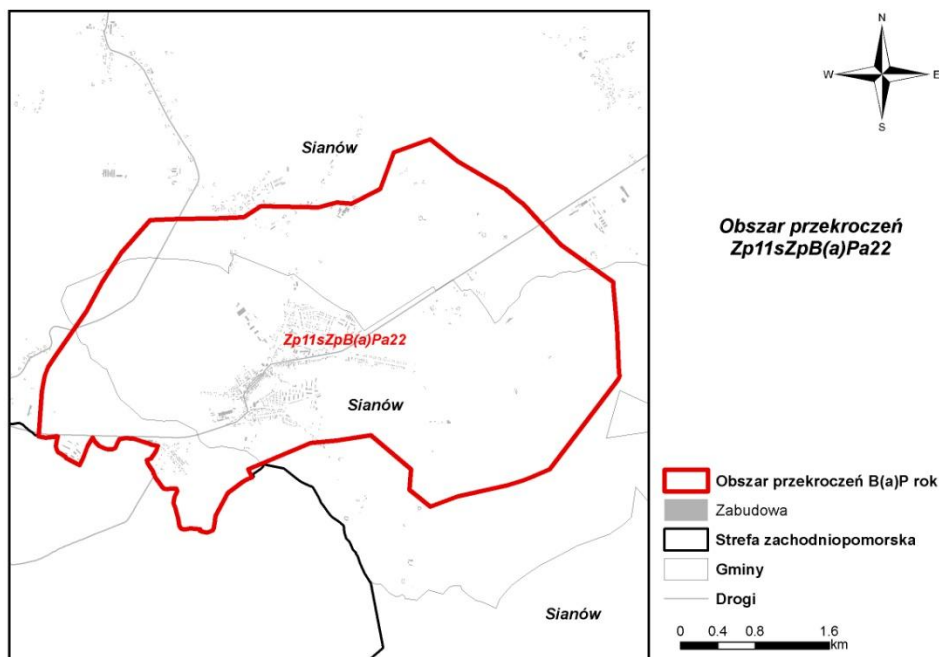 Sianów
Zp11sZpB(a)Pa22
Sianów
Sianów
N
W
E
S
Obszar przekroczeń
Zp11sZpB(a)Pa22
Obszar przekroczeń B(a)P rok
Zabudowa
Strefa zachodniopomorska
Gminy
Drogi
0 0.4 0.8 1.6
km